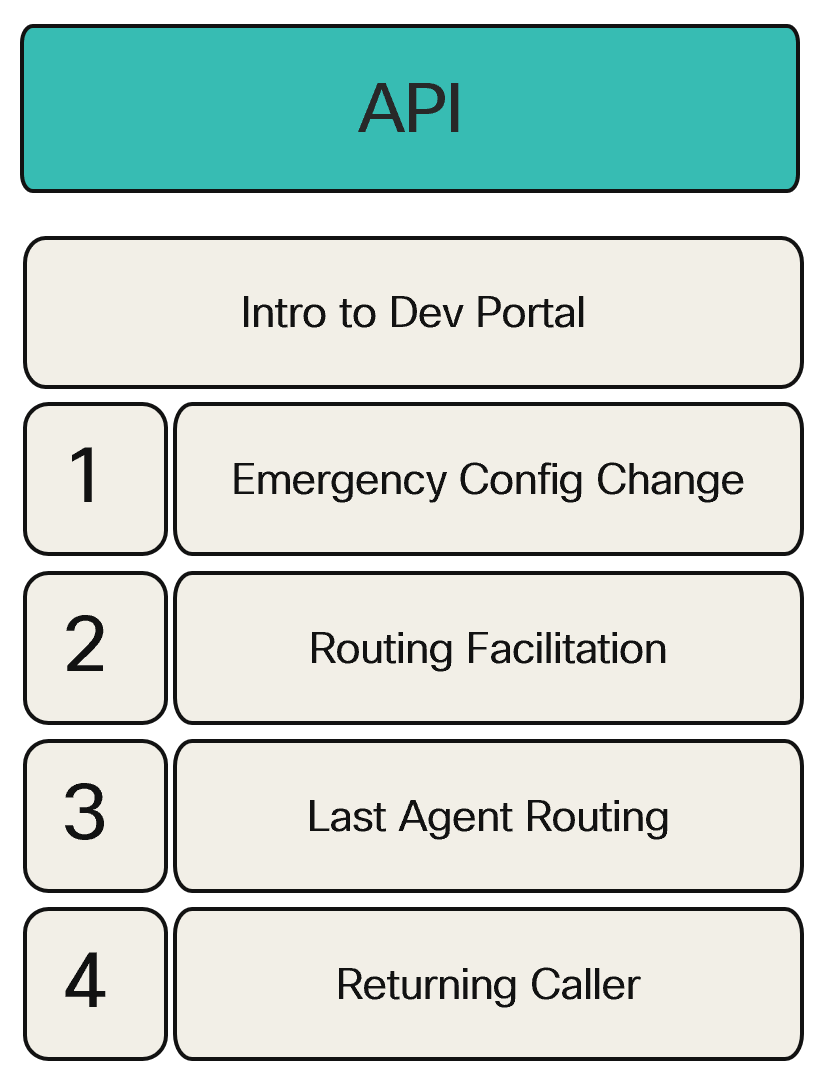 API
Intro to Dev Portal
1 Emergency Config Change
2 Routing Facilitation
3 Last Agent Routing
4 Returning Caller